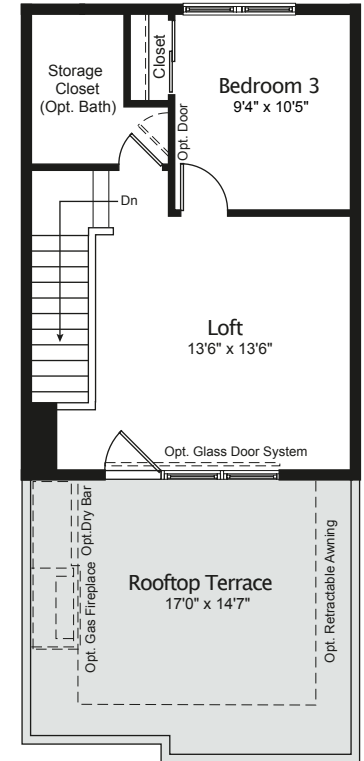 Storage
Closet
(Opt. Bath)
Closet
Bedroom 3
9'4" x 10'5"
Opt. Door
Dn
Loft
13'6" x 13'6"
Opt. Glass Door System
Opt.Dry Bar
Opt. Gas Fireplace
Rooftop Terrace
17'0" x 14'7"
Opt. Retractable Awning